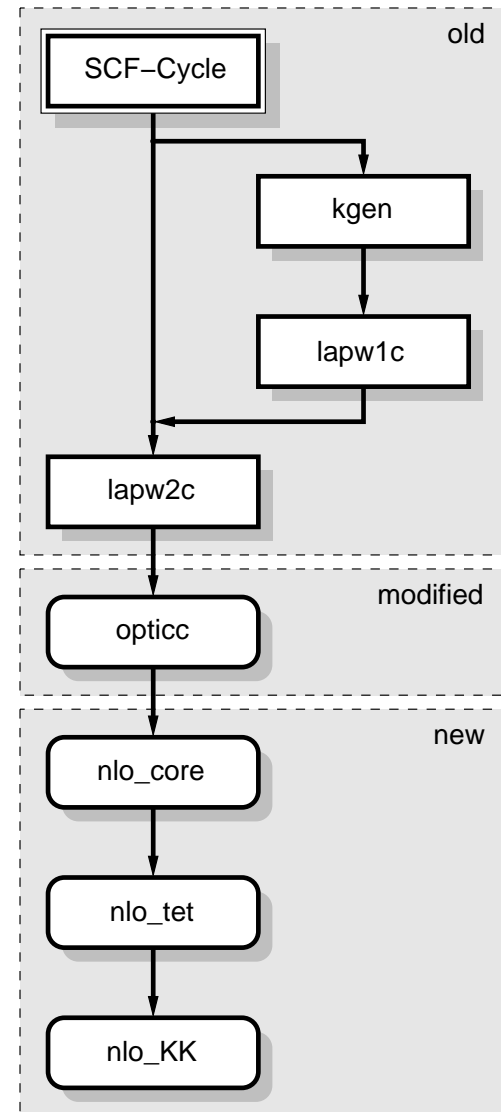 old
SCF−Cycle
kgen
lapw1c
lapw2c
modified
opticc
new
nlo_core
nlo_tet
nlo_KK